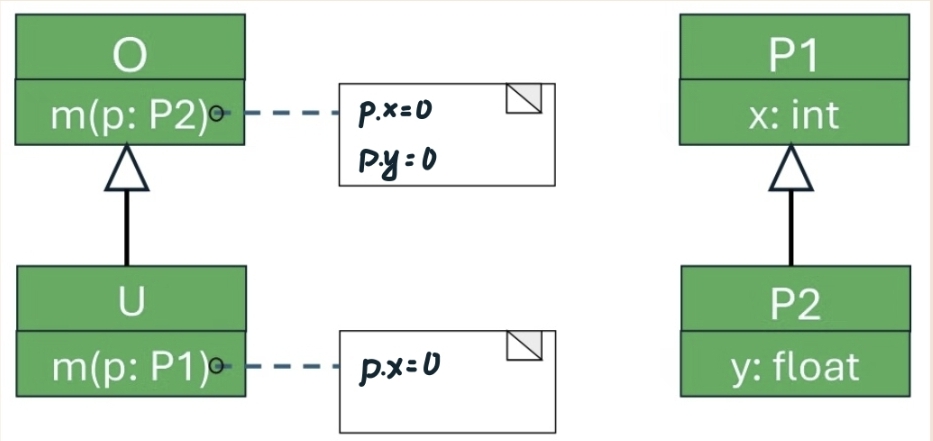 O
m(p: P2)
p.x=0
p.y=0
U
m(p: P1)
p.x=0
P1
x: int
P2
y: float